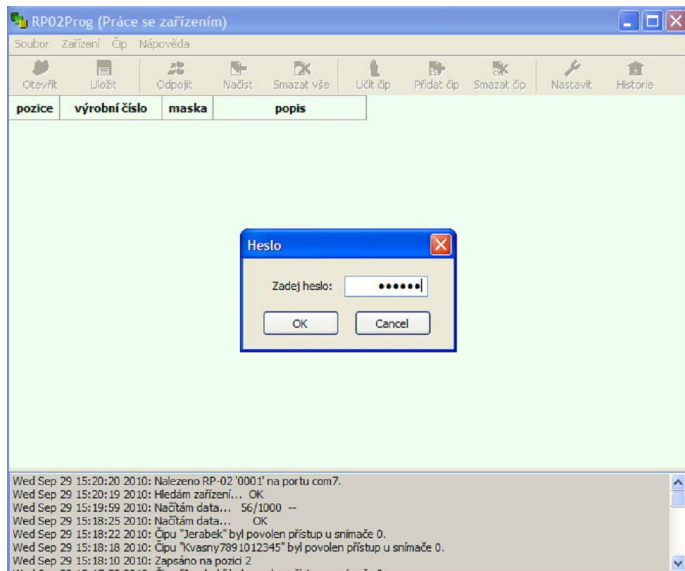 RP02Prog (Práce se zařízením)
Soubor Zařízení Čip Nápověda
Otevřít Uložit Odpojit Načíst Smazat vše Učit čip Přidat čip Smazat čip Nastavit Historie
pozice výrobní číslo maska popis
Heslo
Zadej heslo: ••••••
OK Cancel
Wed Sep 29 15:20:20 2010: Nalezeno RP-02 '0001' na portu com7.
Wed Sep 29 15:20:19 2010: Hledám zařízení... OK
Wed Sep 29 15:19:59 2010: Načítám data... 56/1000 --
Wed Sep 29 15:18:25 2010: Načítám data... OK
Wed Sep 29 15:18:22 2010: Čipu "Jerabek" byl povolen přístup u snímače 0.
Wed Sep 29 15:18:18 2010: Čipu "Kvasny7891012345" byl povolen přístup u snímače 0.
Wed Sep 29 15:18:10 2010: Zapsáno na pozici 2